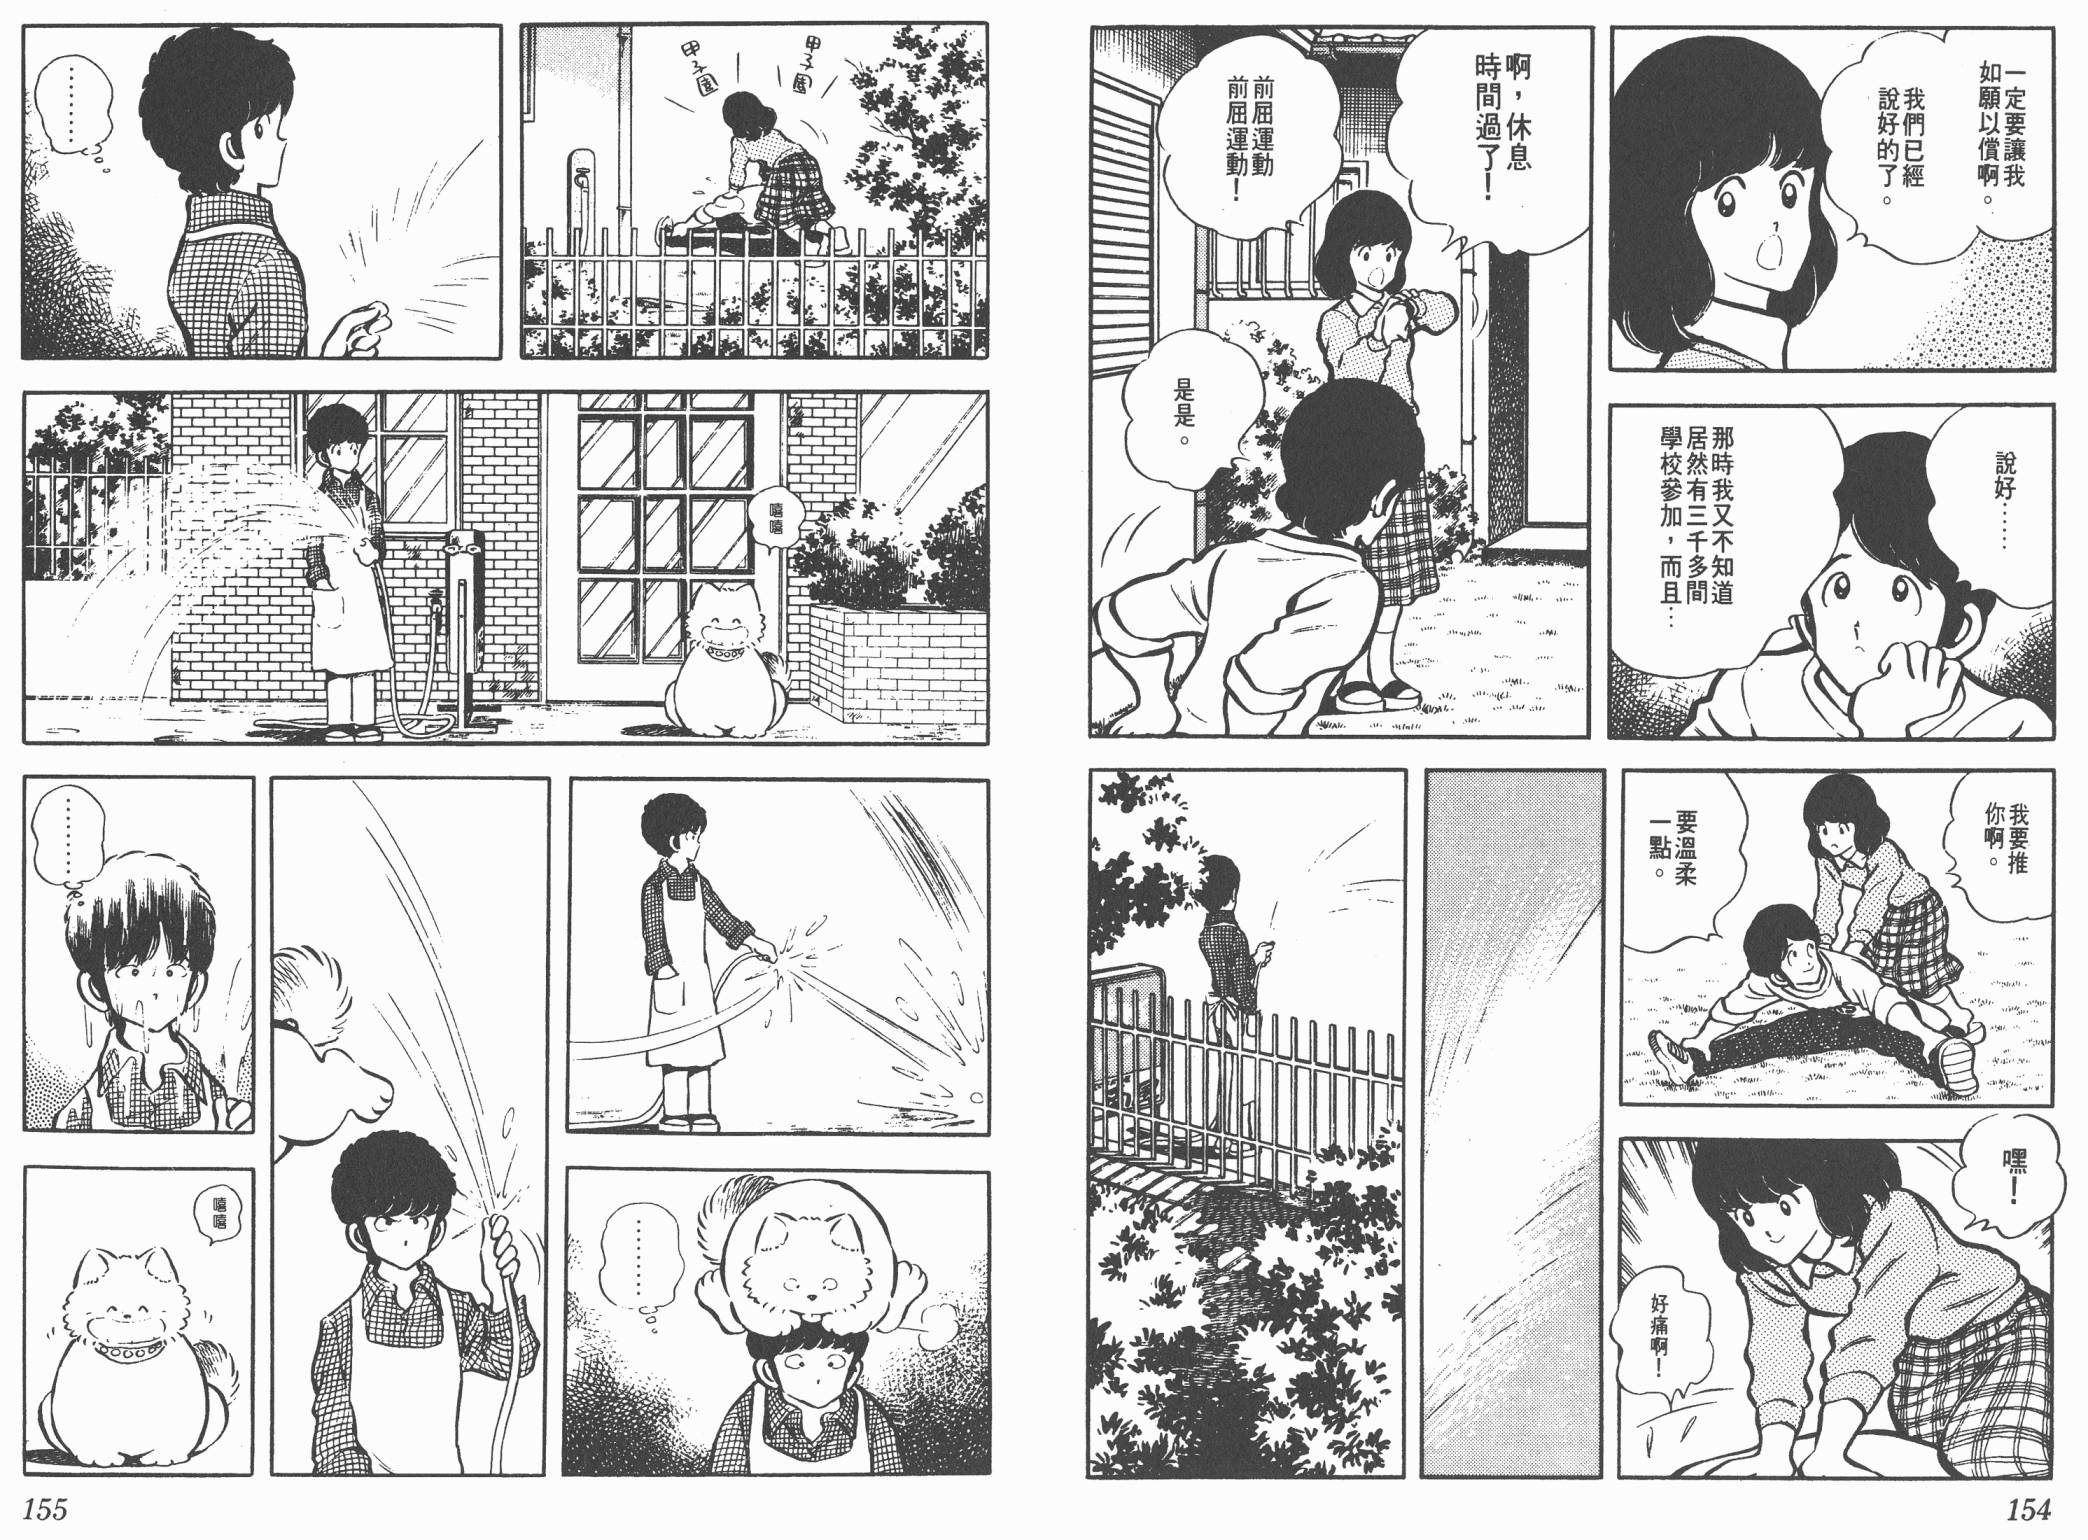 一定要讓我
如願以償啊。
我們已經
說好的了。
說好……
那時我又不知道
居然有三千多間
學校參加，而且…
啊，休息
時間過了！
前屈運動
前屈運動！
是是。
我要推
你啊。
要溫柔
一點。
嘿！
好痛啊！
154
甲子園
甲子園
………
嘻嘻
………
………
嘻嘻
155